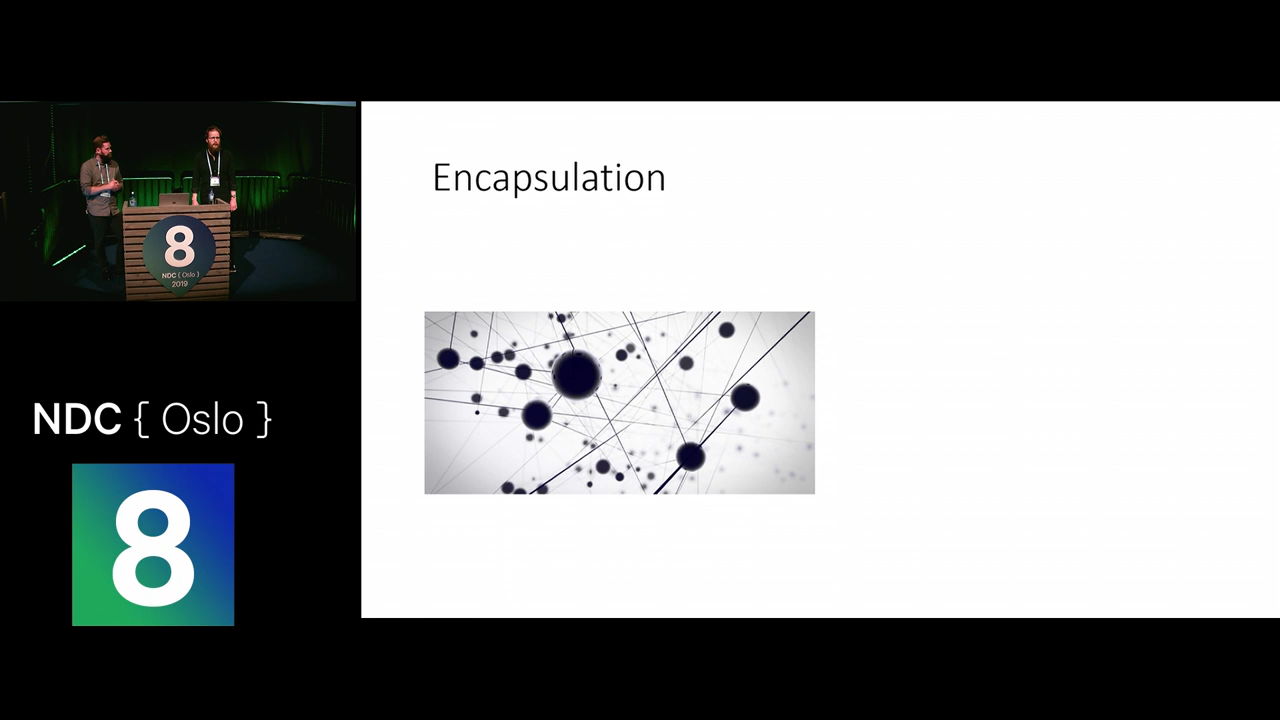 Encapsulation
8
NDC { Oslo }
2019
NDC { Oslo }
8